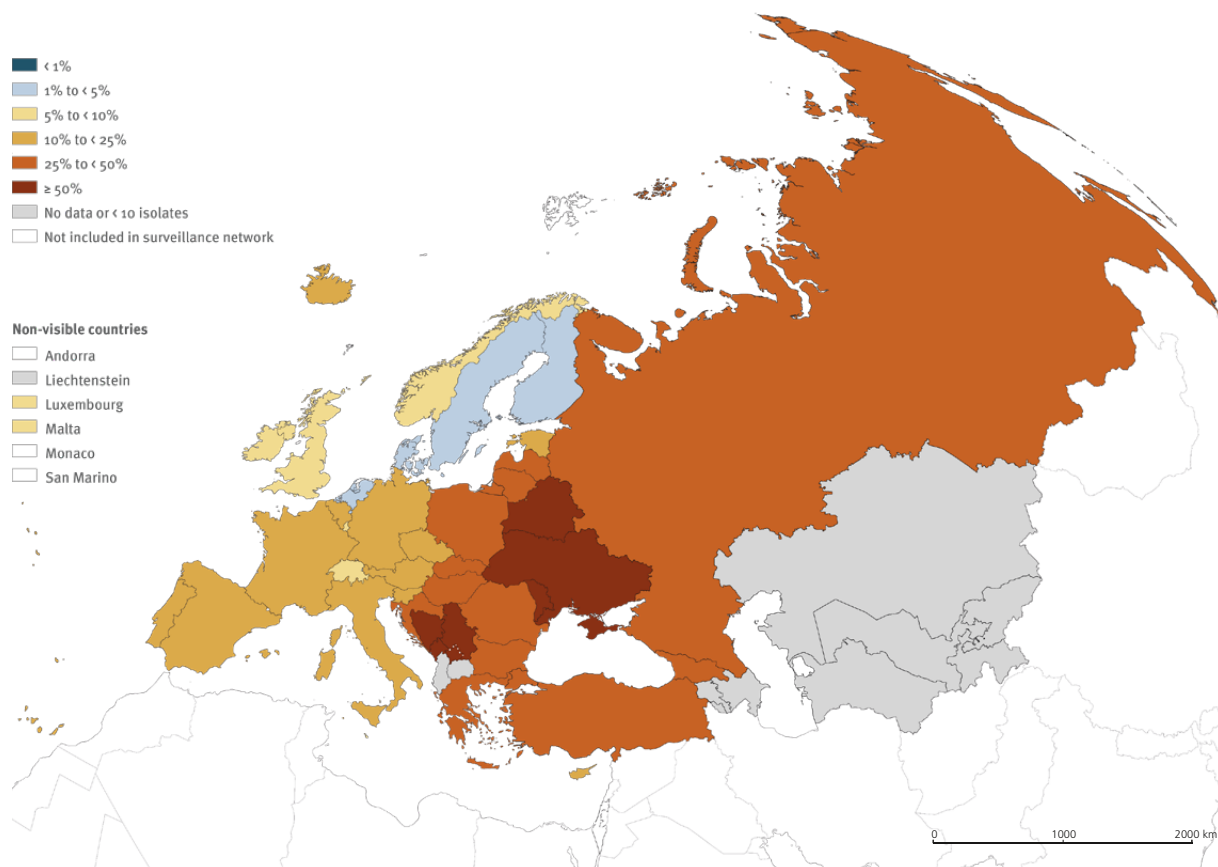 < 1%
1% to < 5%
5% to < 10%
10% to < 25%
25% to < 50%
≥ 50%
No data or < 10 isolates
Not included in surveillance network
Non-visible countries
Andorra
Liechtenstein
Luxembourg
Malta
Monaco
San Marino
0 1000 2000 km